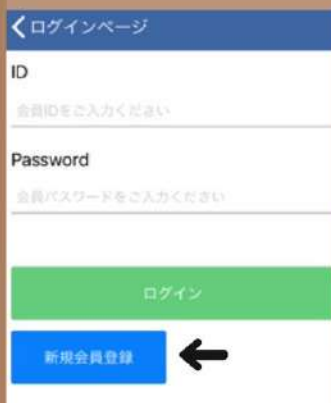 ログインページ
ID
会員IDをご入力ください
Password
会員パスワードをご入力ください
ログイン
新規会員登録